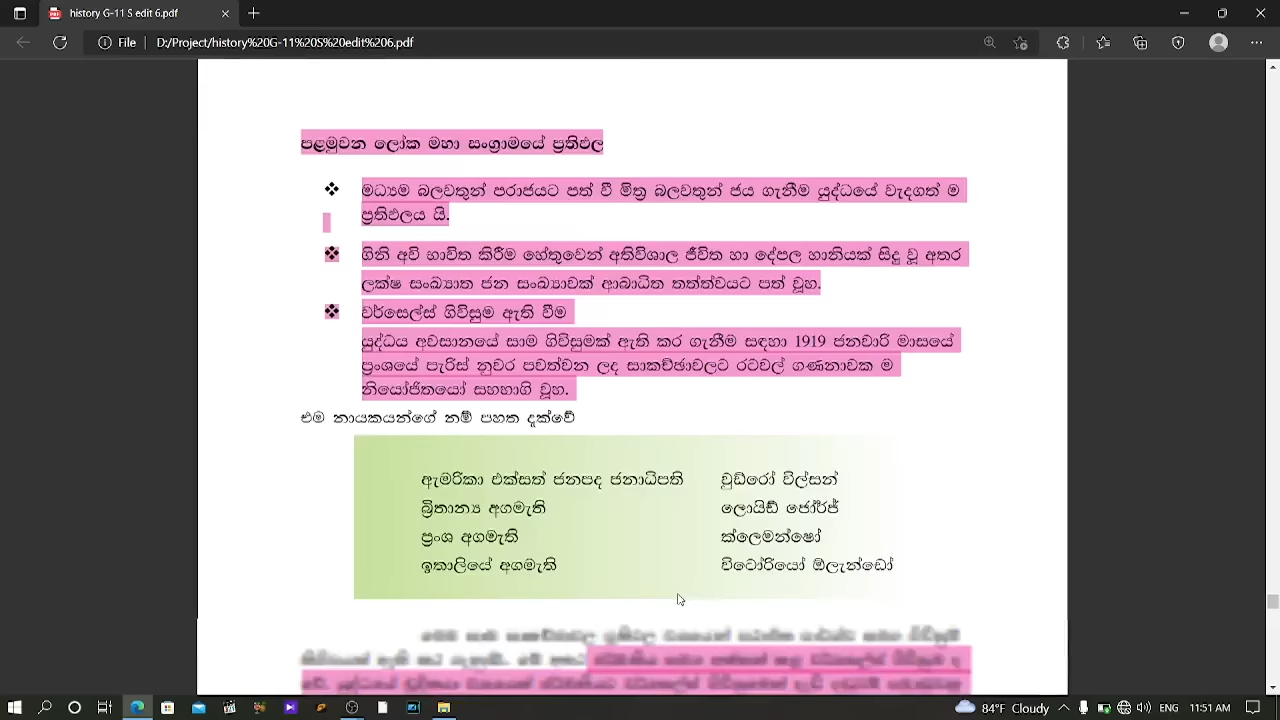 history G-11 S edit 6.pdf
File D:/Project/history%20G-11%20S%20edit%206.pdf
පළමුවන ලෝක මහා සංග්‍රාමයේ ප්‍රතිඵල
❖ මධ්‍යම බලවතුන් පරාජයට පත් වී මිත්‍ර බලවතුන් ජය ගැනීම යුද්ධයේ වැදගත් ම
ප්‍රතිඵලය යි.
❖ ගිනි අවි භාවිත කිරීම හේතුවෙන් අතිවිශාල ජීවිත හා දේපල හානියක් සිදු වූ අතර
ලක්ෂ සංඛ්‍යාත ජන සංඛ්‍යාවක් ආබාධිත තත්ත්වයට පත් වූහ.
❖ වර්සෙල්ස් ගිවිසුම ඇති වීම
යුද්ධය අවසානයේ සාම ගිවිසුමක් ඇති කර ගැනීම සඳහා 1919 ජනවාරි මාසයේ
ප්‍රංශයේ පැරිස් නුවර පවත්වන ලද සාකච්ඡාවලට රටවල් ගණනාවක ම
නියෝජිතයෝ සහභාගි වූහ.
එම නායකයන්ගේ නම් පහත දැක්වේ
ඇමරිකා එක්සත් ජනපද ජනාධිපති වුඩ්රෝ විල්සන්
බ්‍රිතාන්‍ය අගමැති ලොයිඩ් ජෝර්ජ්
ප්‍රංශ අගමැති ක්ලෙමන්ෂෝ
ඉතාලියේ අගමැති විටෝරියෝ ඕලැන්ඩෝ
84°F Cloudy ENG 11:51 AM